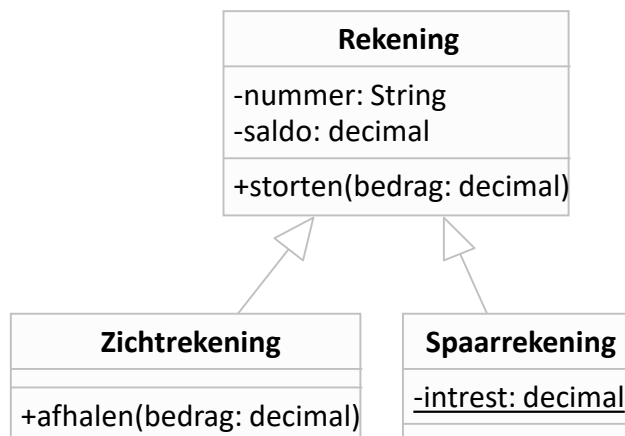 Rekening
-nummer: String
-saldo: decimal
+storten(bedrag: decimal)
Zichtrekening
+afhalen(bedrag: decimal)
Spaarrekening
-intrest: decimal